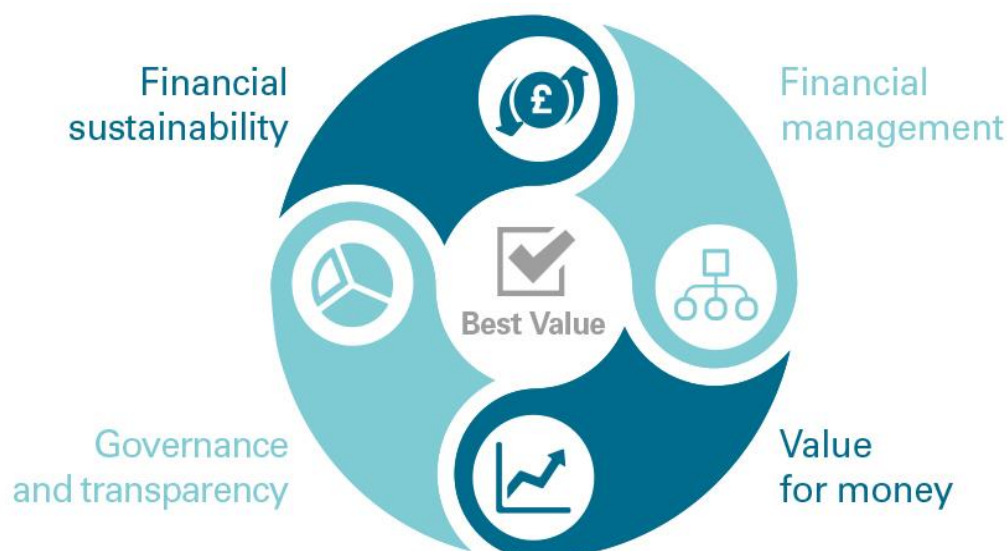 Financial
sustainability
£
Financial
management
Best Value
Governance
and transparency
Value
for money